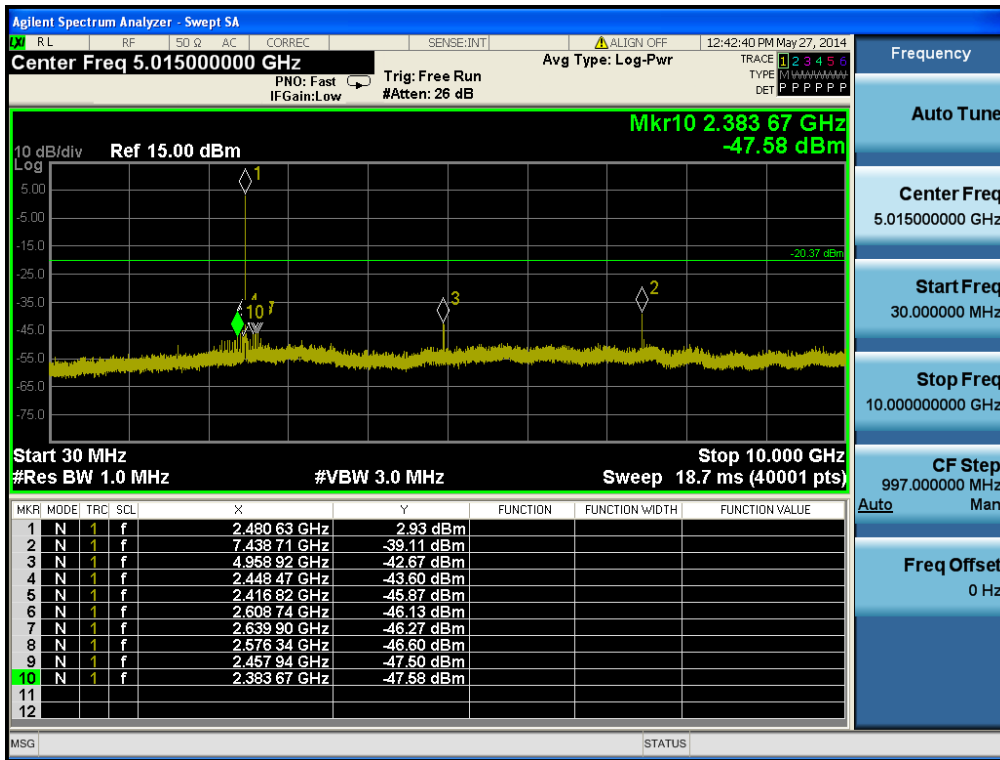 Agilent Spectrum Analyzer - Swept SA
LXI RL RF 50 Ω AC CORREC SENSE:INT ALIGN OFF 12:42:40 PM May 27, 2014
Center Freq 5.015000000 GHz
PNO: Fast
IFGain:Low
Trig: Free Run
#Atten: 26 dB
Avg Type: Log-Pwr
TRACE 1 2 3 4 5 6
TYPE M WWWWW
DET P P P P P P
Mkr10 2.383 67 GHz
-47.58 dBm
10 dB/div Ref 15.00 dBm
Log
5.00
-5.00
-15.0
-25.0
-35.0
-45.0
-55.0
-65.0
-75.0
-20.37 dBm
1
2
3
4
10 7
Start 30 MHz Stop 10.000 GHz
#Res BW 1.0 MHz #VBW 3.0 MHz Sweep 18.7 ms (40001 pts)
MKR MODE TRC SCL X Y FUNCTION FUNCTION WIDTH FUNCTION VALUE
1 N 1 f 2.480 63 GHz 2.93 dBm
2 N 1 f 7.438 71 GHz -39.11 dBm
3 N 1 f 4.958 92 GHz -42.67 dBm
4 N 1 f 2.448 47 GHz -43.60 dBm
5 N 1 f 2.416 82 GHz -45.87 dBm
6 N 1 f 2.608 74 GHz -46.13 dBm
7 N 1 f 2.639 90 GHz -46.27 dBm
8 N 1 f 2.576 34 GHz -46.60 dBm
9 N 1 f 2.457 94 GHz -47.50 dBm
10 N 1 f 2.383 67 GHz -47.58 dBm
11
12
MSG STATUS
Frequency
Auto Tune
Center Freq
5.015000000 GHz
Start Freq
30.000000 MHz
Stop Freq
10.000000000 GHz
CF Step
997.000000 MHz
Auto Man
Freq Offset
0 Hz